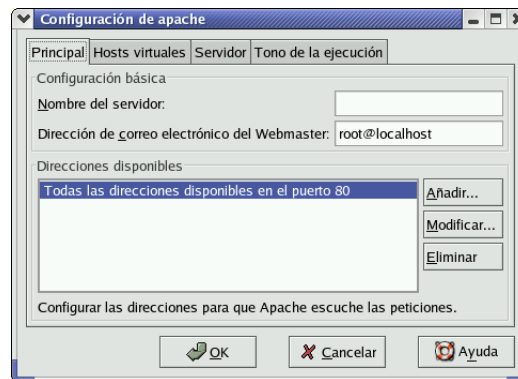 Configuración de apache
Principal Hosts virtuales Servidor Tono de la ejecución
Configuración básica
Nombre del servidor:
Dirección de correo electrónico del Webmaster: root@localhost
Direcciones disponibles
Todas las direcciones disponibles en el puerto 80
Añadir...
Modificar...
Eliminar
Configurar las direcciones para que Apache escuche las peticiones.
OK Cancelar Ayuda